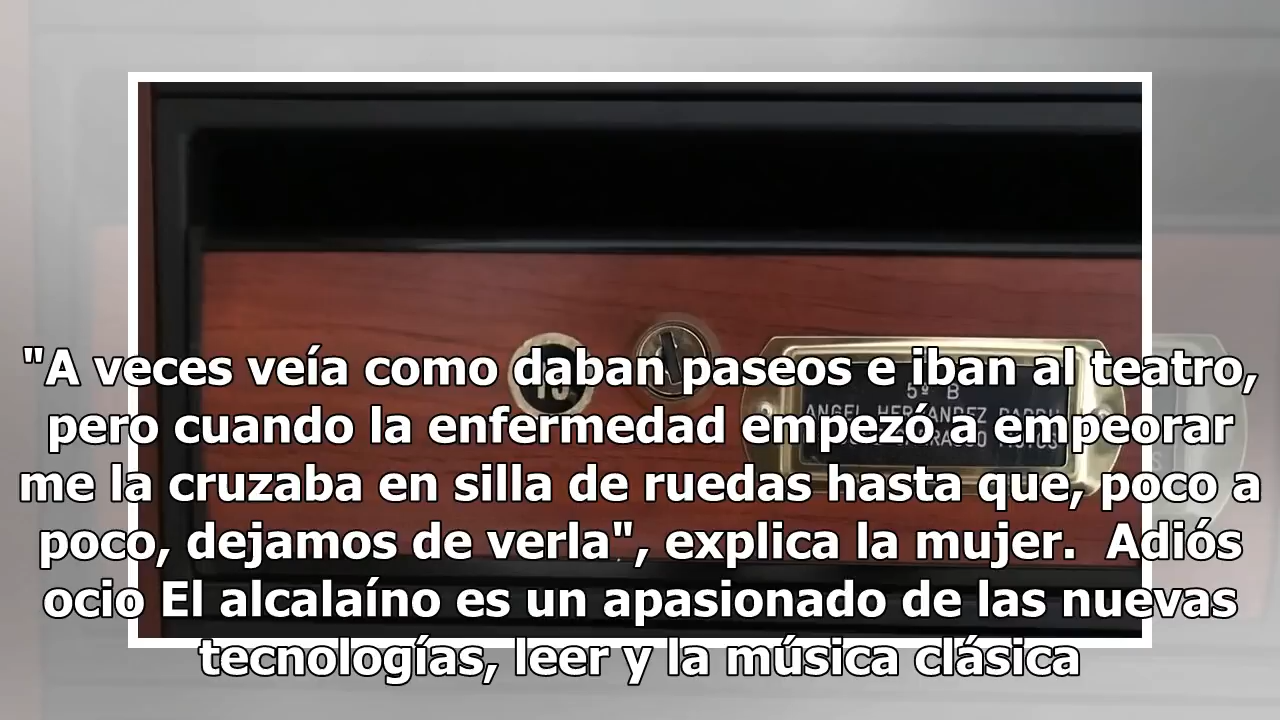 "A veces veía como daban paseos e iban al teatro,
pero cuando la enfermedad empezó a empeorar
me la cruzaba en silla de ruedas hasta que, poco a
poco, dejamos de verla", explica la mujer.  Adiós
ocio El alcalaíno es un apasionado de las nuevas
tecnologías, leer y la música clásica
5º B
ANGEL HERNANDEZ